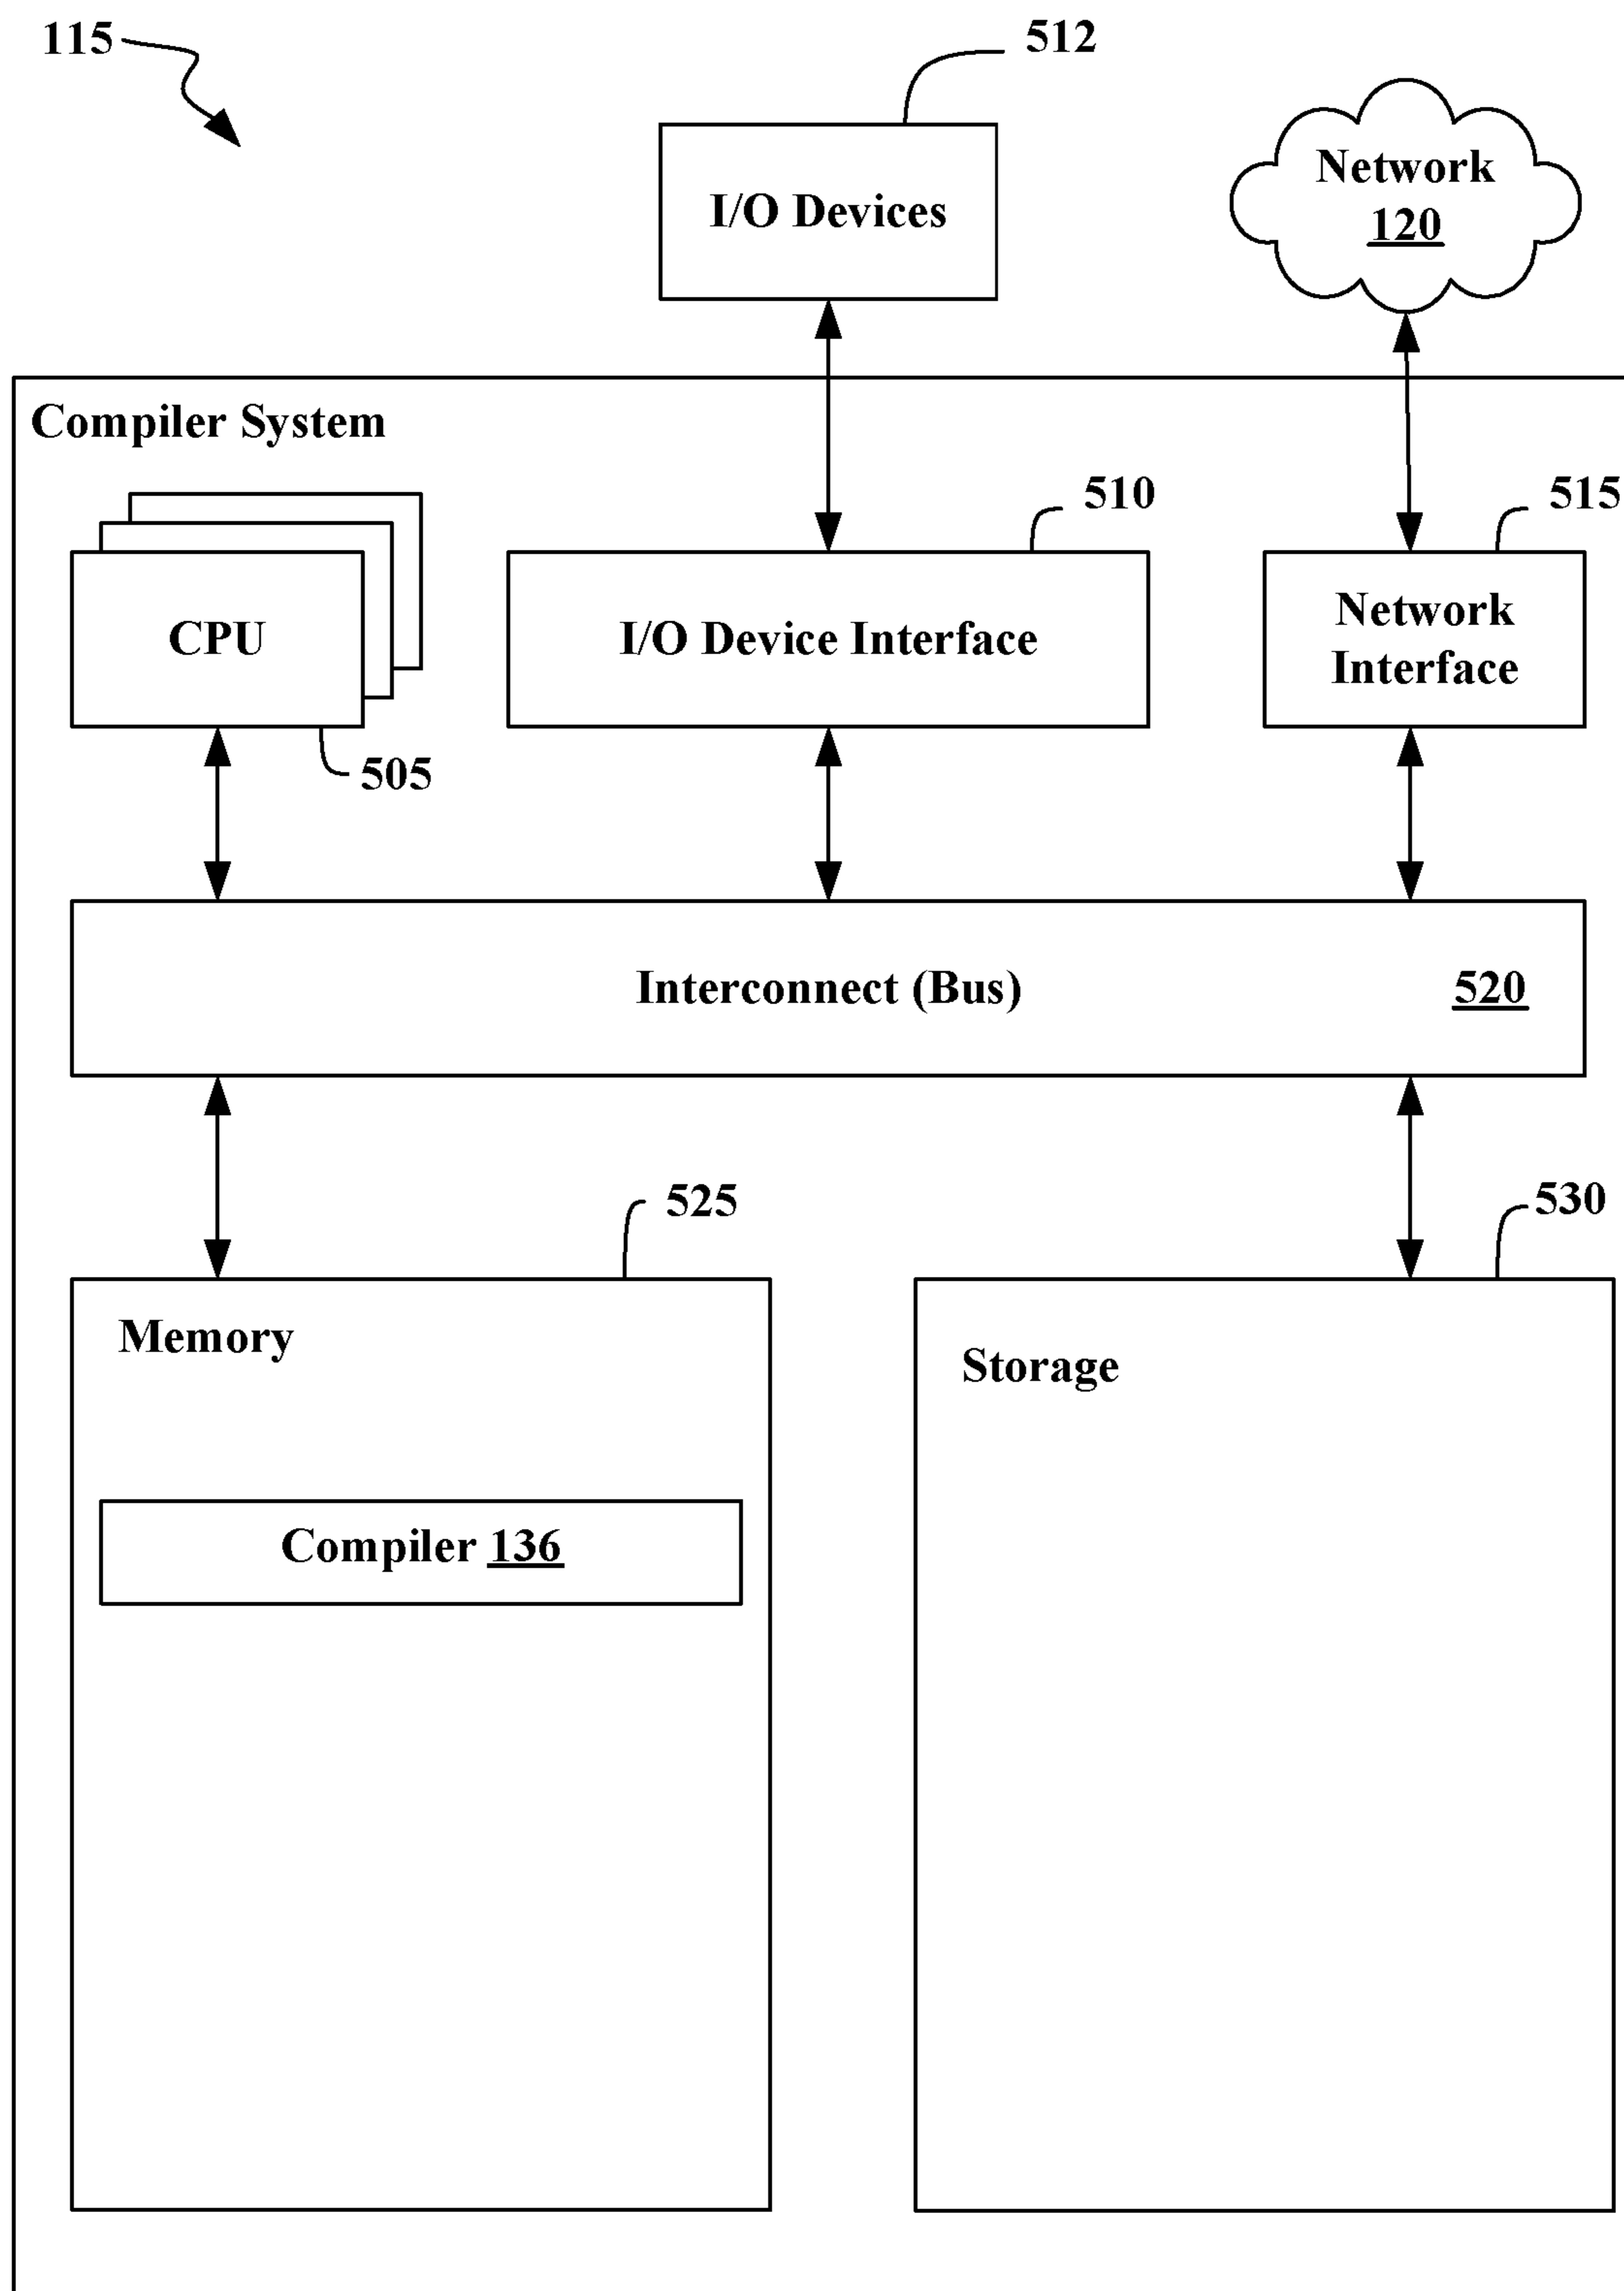 115
512
I/O Devices
Network
120
Compiler System
510
515
CPU
I/O Device Interface
Network
Interface
505
Interconnect (Bus)
520
525
530
Memory
Storage
Compiler 136